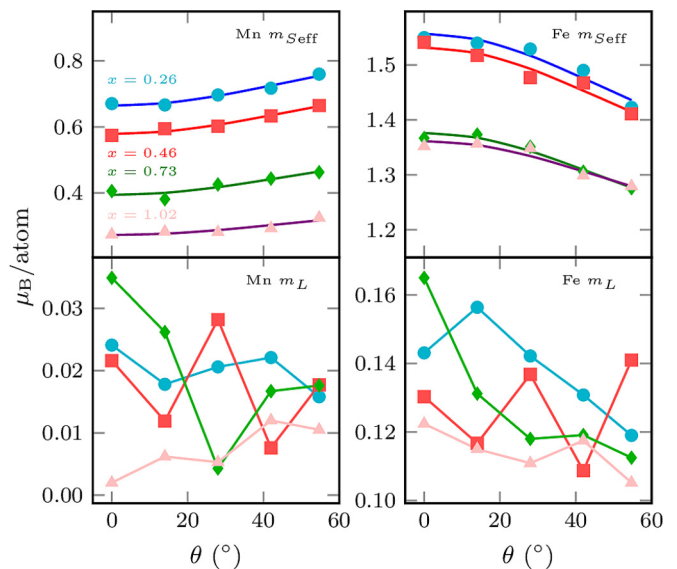 Mn m_Seff
Fe m_Seff
0.8
0.6
0.4
x = 0.26
x = 0.46
x = 0.73
x = 1.02
1.5
1.4
1.3
1.2
μB/atom
Mn m_L
Fe m_L
0.03
0.02
0.01
0.00
0.16
0.14
0.12
0.10
0 20 40 60
0 20 40 60
θ (°)
θ (°)